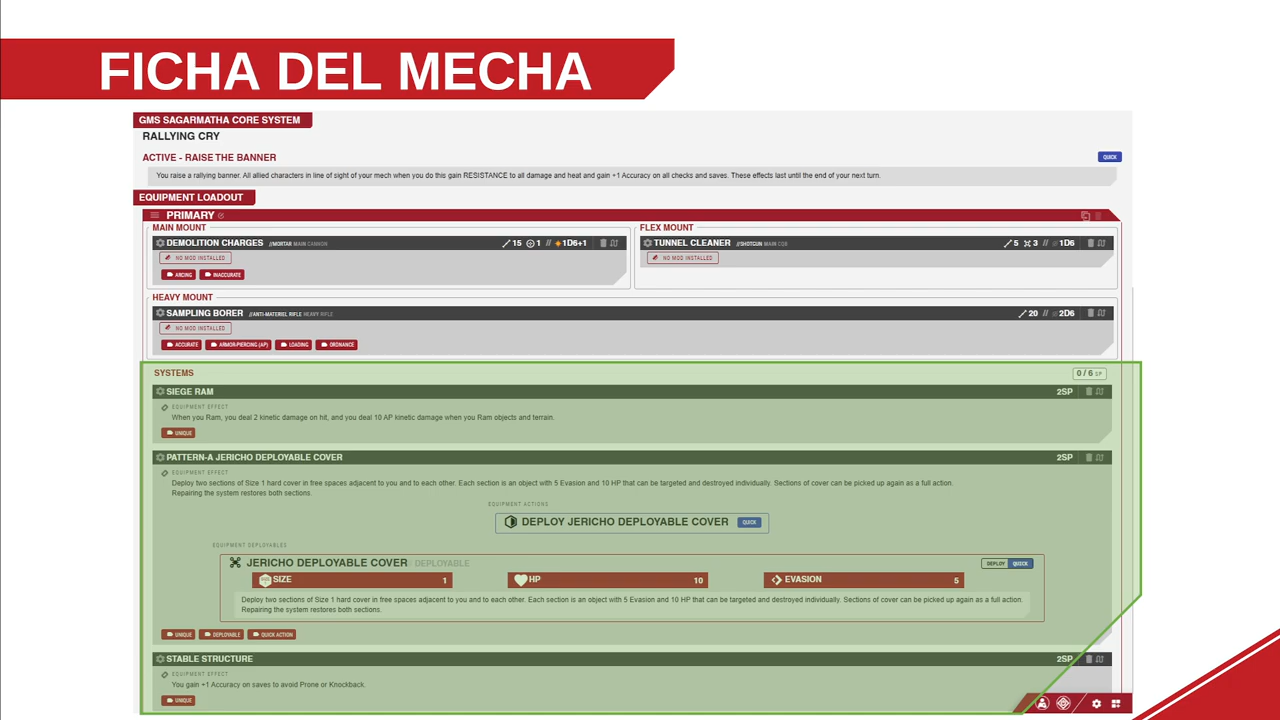 FICHA DEL MECHA
GMS SAGARMATHA CORE SYSTEM
RALLYING CRY
ACTIVE - RAISE THE BANNER
QUICK
You raise a rallying banner. All allied characters in line of sight of your mech when you do this gain RESISTANCE to all damage and heat and gain +1 Accuracy on all checks and saves. These effects last until the end of your next turn.
EQUIPMENT LOADOUT
PRIMARY
MAIN MOUNT
FLEX MOUNT
DEMOLITION CHARGES //MORTAR MAIN CANNON 15 1 // 1D6+1
TUNNEL CLEANER //SHOTGUN MAIN CQB 5 3 // 1D6
NO MOD INSTALLED
NO MOD INSTALLED
ARCING INACCURATE
HEAVY MOUNT
SAMPLING BORER //ANTI-MATERIEL RIFLE HEAVY RIFLE 20 // 2D6
NO MOD INSTALLED
ACCURATE ARMOR-PIERCING (AP) LOADING ORDNANCE
SYSTEMS 0 / 6 SP
SIEGE RAM 2SP
EQUIPMENT EFFECT
When you Ram, you deal 2 kinetic damage on hit, and you deal 10 AP kinetic damage when you Ram objects and terrain.
UNIQUE
PATTERN-A JERICHO DEPLOYABLE COVER 2SP
EQUIPMENT EFFECT
Deploy two sections of Size 1 hard cover in free spaces adjacent to you and to each other. Each section is an object with 5 Evasion and 10 HP that can be targeted and destroyed individually. Sections of cover can be picked up again as a full action.
Repairing the system restores both sections.
EQUIPMENT ACTIONS
DEPLOY JERICHO DEPLOYABLE COVER QUICK
EQUIPMENT DEPLOYABLES
JERICHO DEPLOYABLE COVER DEPLOYABLE DEPLOY QUICK
SIZE 1 HP 10 EVASION 5
Deploy two sections of Size 1 hard cover in free spaces adjacent to you and to each other. Each section is an object with 5 Evasion and 10 HP that can be targeted and destroyed individually. Sections of cover can be picked up again as a full action.
Repairing the system restores both sections.
UNIQUE DEPLOYABLE QUICK ACTION
STABLE STRUCTURE 2SP
EQUIPMENT EFFECT
You gain +1 Accuracy on saves to avoid Prone or Knockback.
UNIQUE